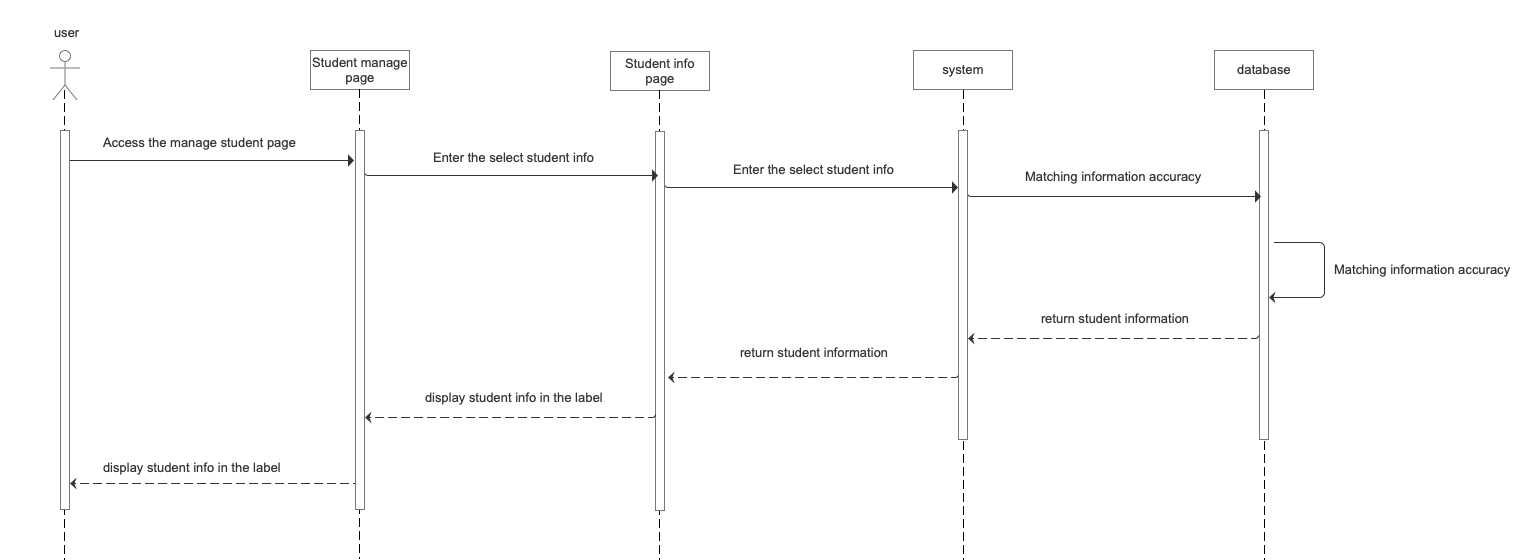 user
Student manage
page
Student info
page
system
database
Access the manage student page
Enter the select student info
Enter the select student info
Matching information accuracy
Matching information accuracy
return student information
return student information
display student info in the label
display student info in the label